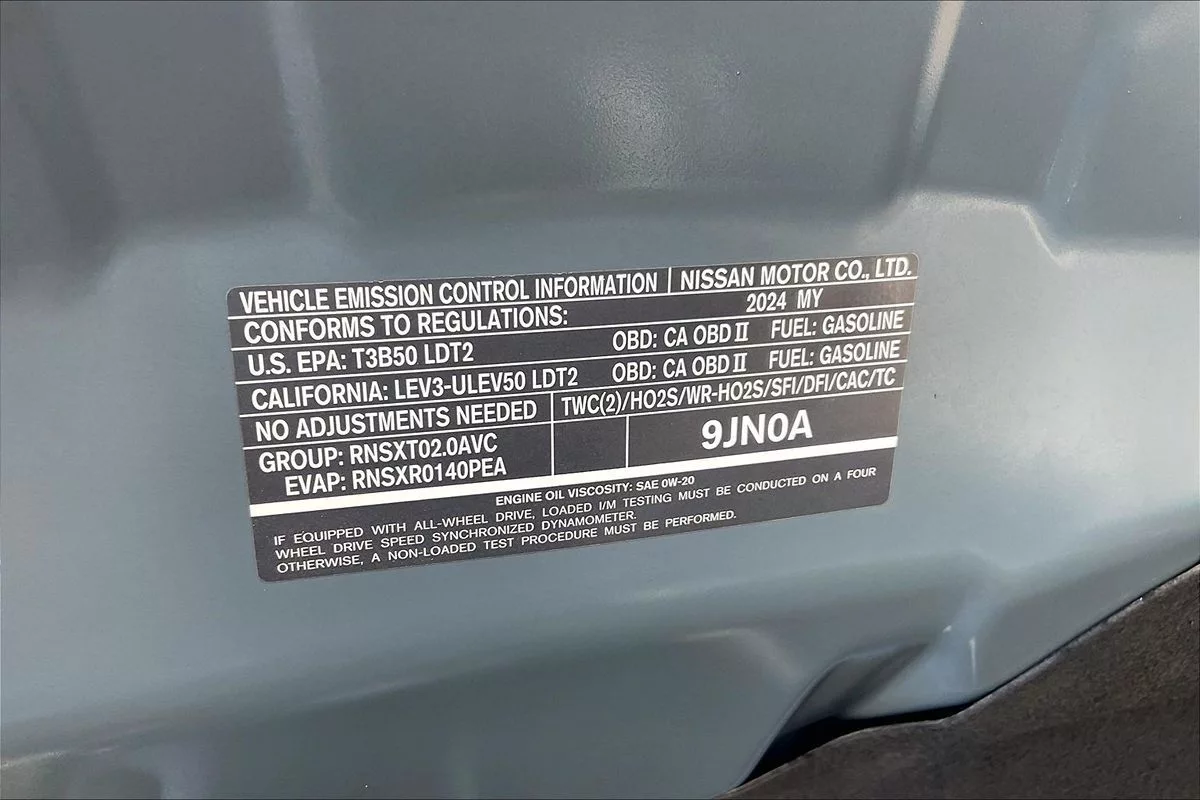 VEHICLE EMISSION CONTROL INFORMATION NISSAN MOTOR CO., LTD.
CONFORMS TO REGULATIONS: 2024 MY
U.S. EPA: T3B50 LDT2 OBD: CA OBD II FUEL: GASOLINE
CALIFORNIA: LEV3-ULEV50 LDT2 OBD: CA OBD II FUEL: GASOLINE
NO ADJUSTMENTS NEEDED TWC(2)/HO2S/WR-HO2S/SFI/DFI/CAC/TC
GROUP: RNSXT02.0AVC 9JN0A
EVAP: RNSXR0140PEA
ENGINE OIL VISCOSITY: SAE 0W-20
IF EQUIPPED WITH ALL-WHEEL DRIVE, LOADED I/M TESTING MUST BE CONDUCTED ON A FOUR
WHEEL DRIVE SPEED SYNCHRONIZED DYNAMOMETER.
OTHERWISE, A NON-LOADED TEST PROCEDURE MUST BE PERFORMED.